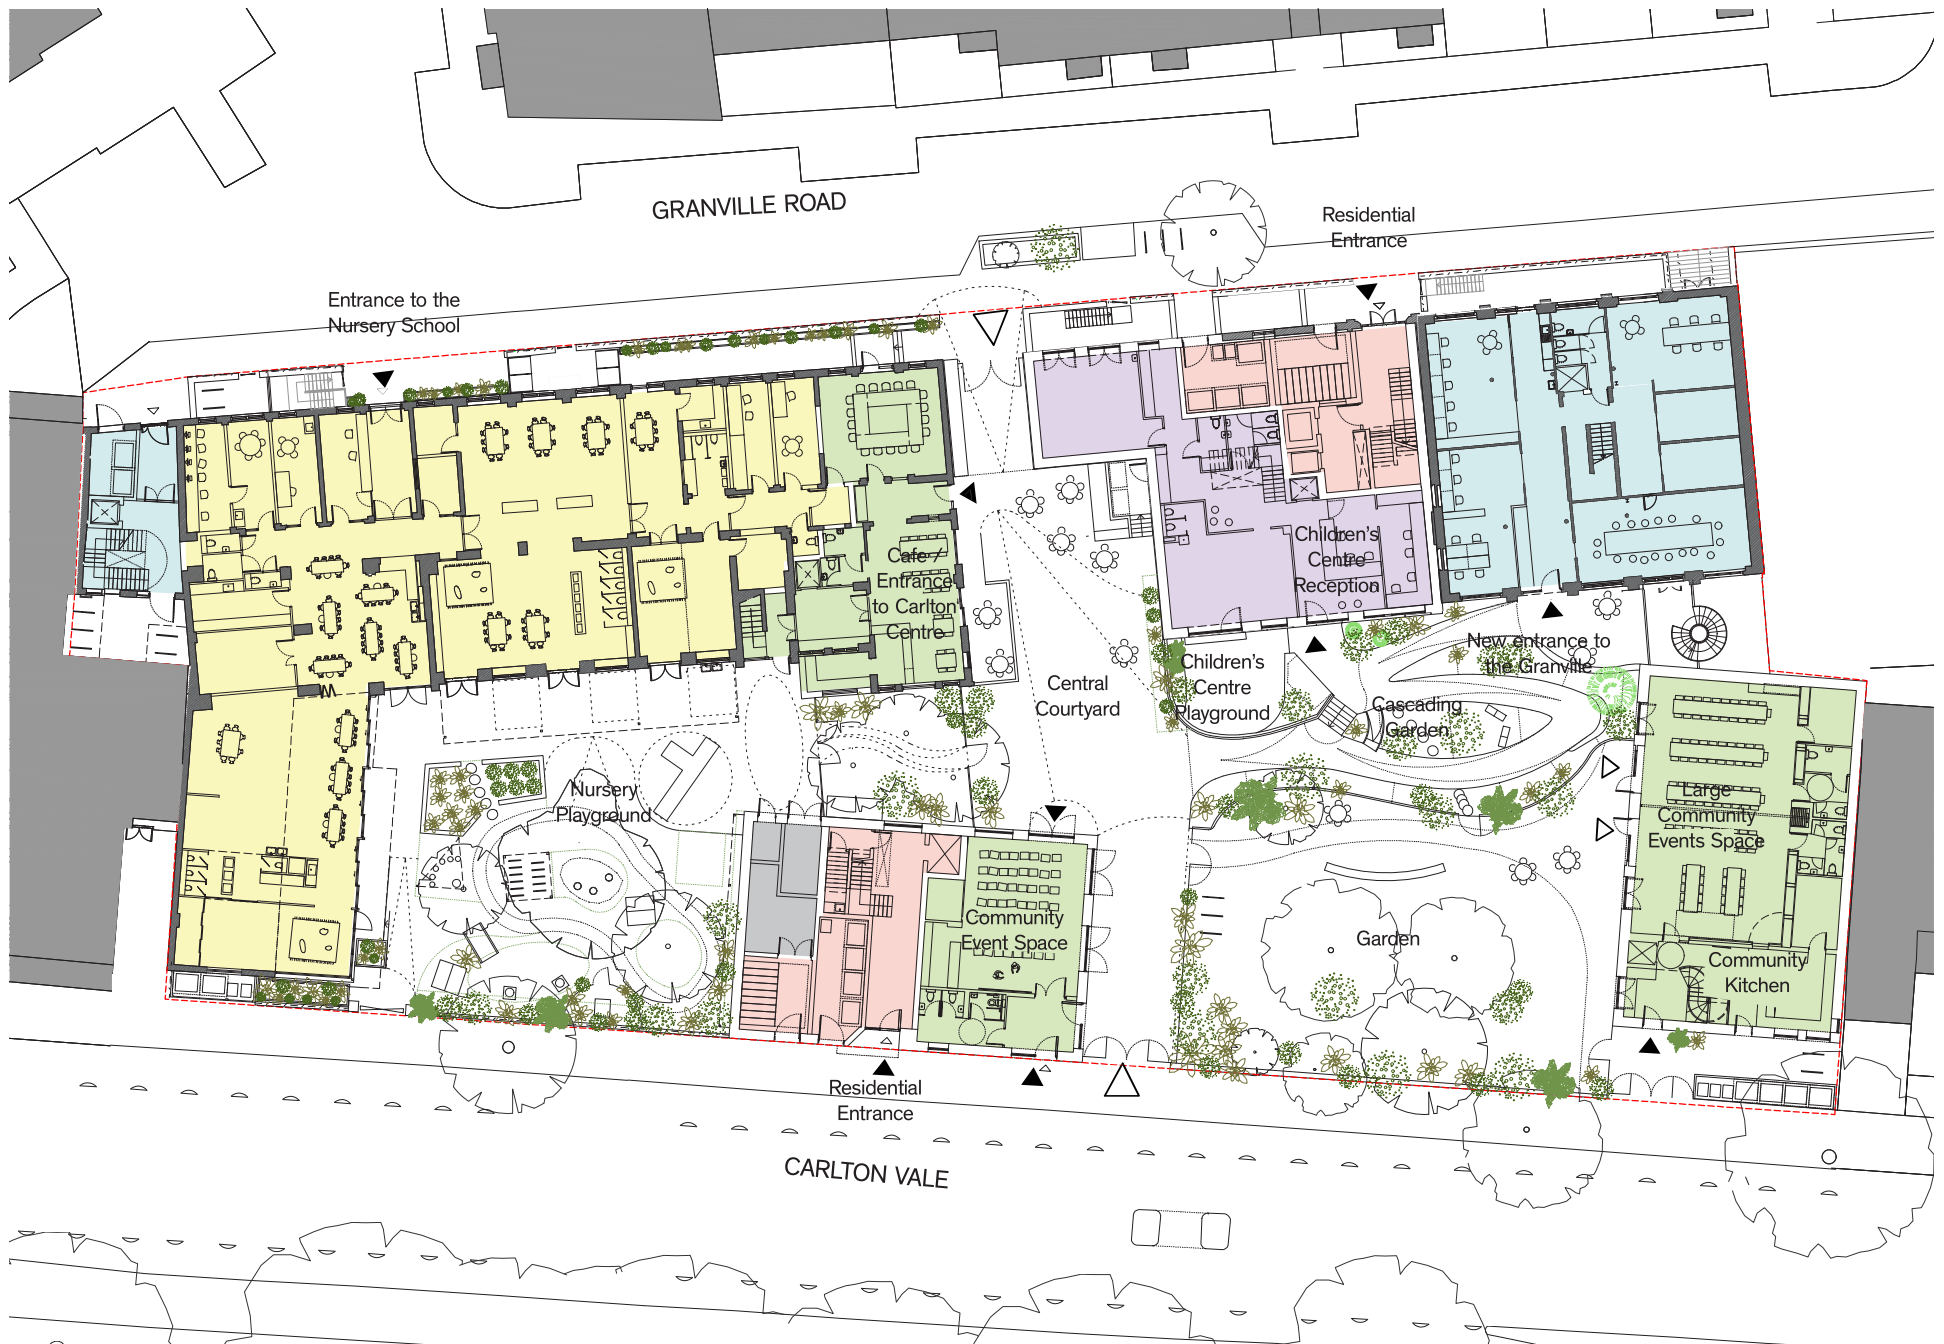 GRANVILLE ROAD
Residential
Entrance
Entrance to the
Nursery School
Cafe /
Entrance
to Carlton
Centre
Children's
Centre
Reception
New entrance to
the Granville
Children's
Centre
Playground
Central
Courtyard
Cascading
Garden
Nursery
Playground
Large
Community
Events Space
Community
Event Space
Garden
Community
Kitchen
Residential
Entrance
CARLTON VALE